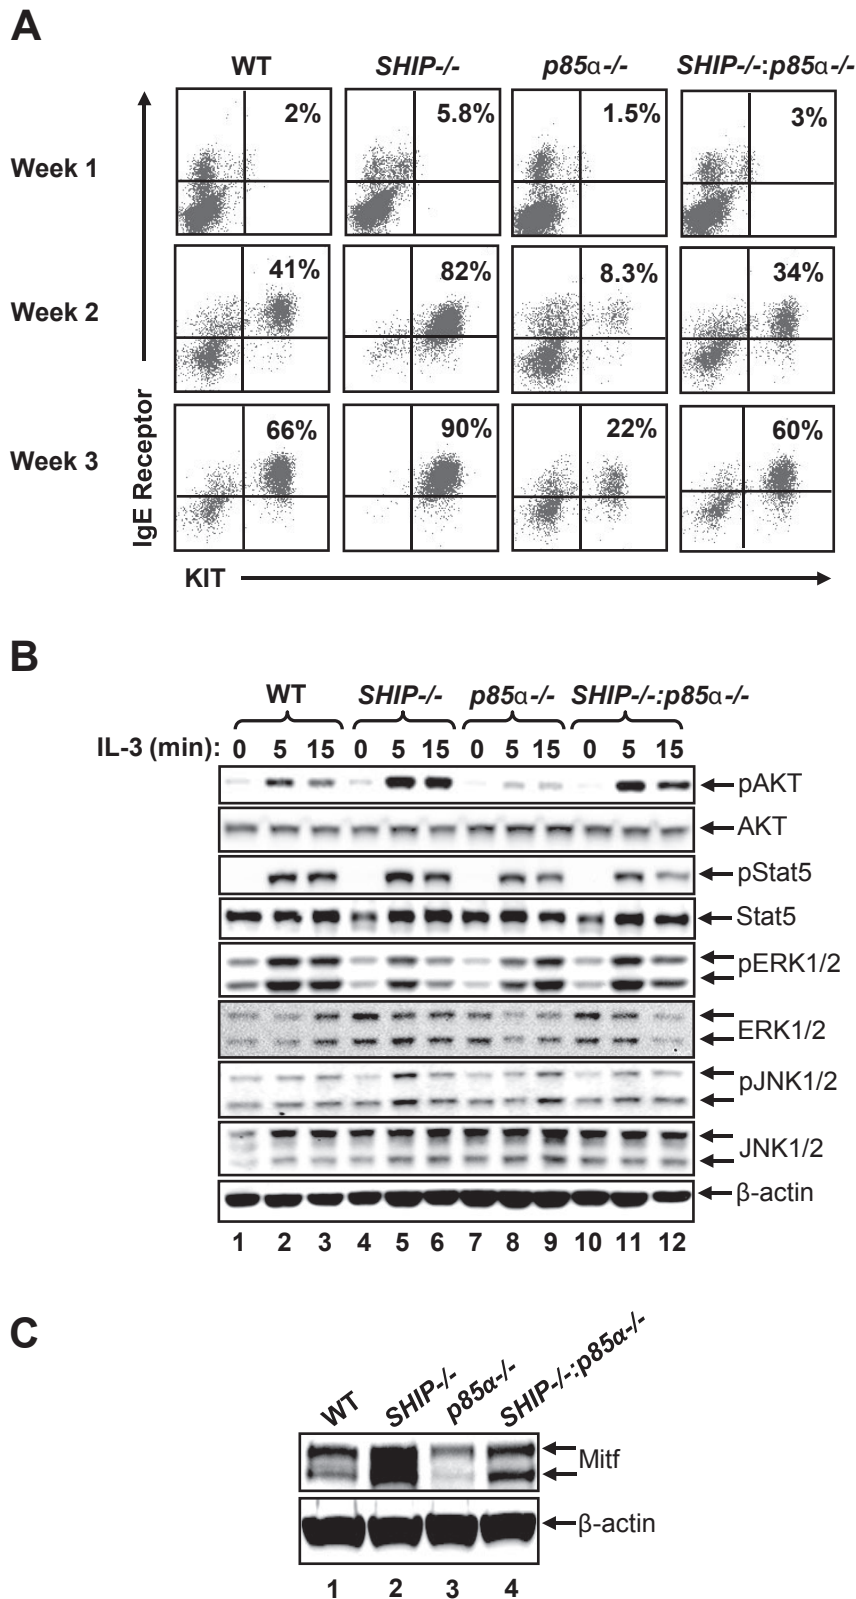 A
WT SHIP-/- p85α-/- SHIP-/-:p85α-/-
Week 1 2% 5.8% 1.5% 3%
Week 2 41% 82% 8.3% 34%
Week 3 66% 90% 22% 60%
IgE Receptor
KIT
B
WT SHIP-/- p85α-/- SHIP-/-:p85α-/-
IL-3 (min): 0 5 15 0 5 15 0 5 15 0 5 15
pAKT
AKT
pStat5
Stat5
pERK1/2
ERK1/2
pJNK1/2
JNK1/2
β-actin
1 2 3 4 5 6 7 8 9 10 11 12
C
WT SHIP-/- p85α-/- SHIP-/-:p85α-/-
Mitf
β-actin
1 2 3 4